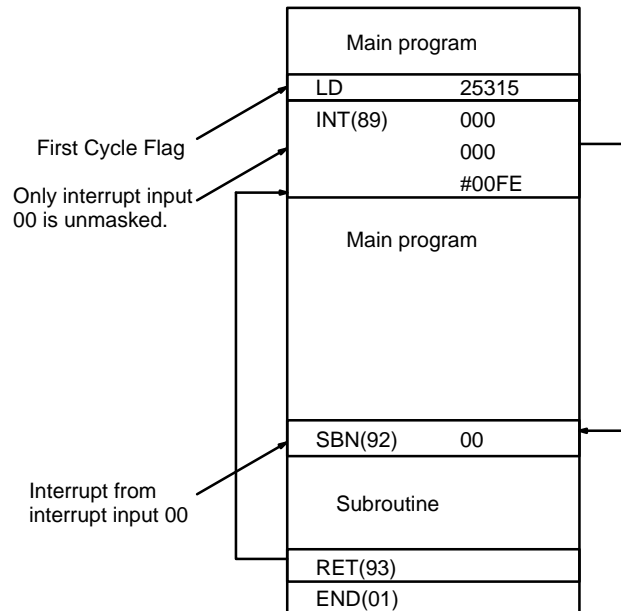 Main program
LD 25315
INT(89) 000
First Cycle Flag
000
Only interrupt input
00 is unmasked.
#00FE
Main program
SBN(92) 00
Interrupt from
interrupt input 00
Subroutine
RET(93)
END(01)